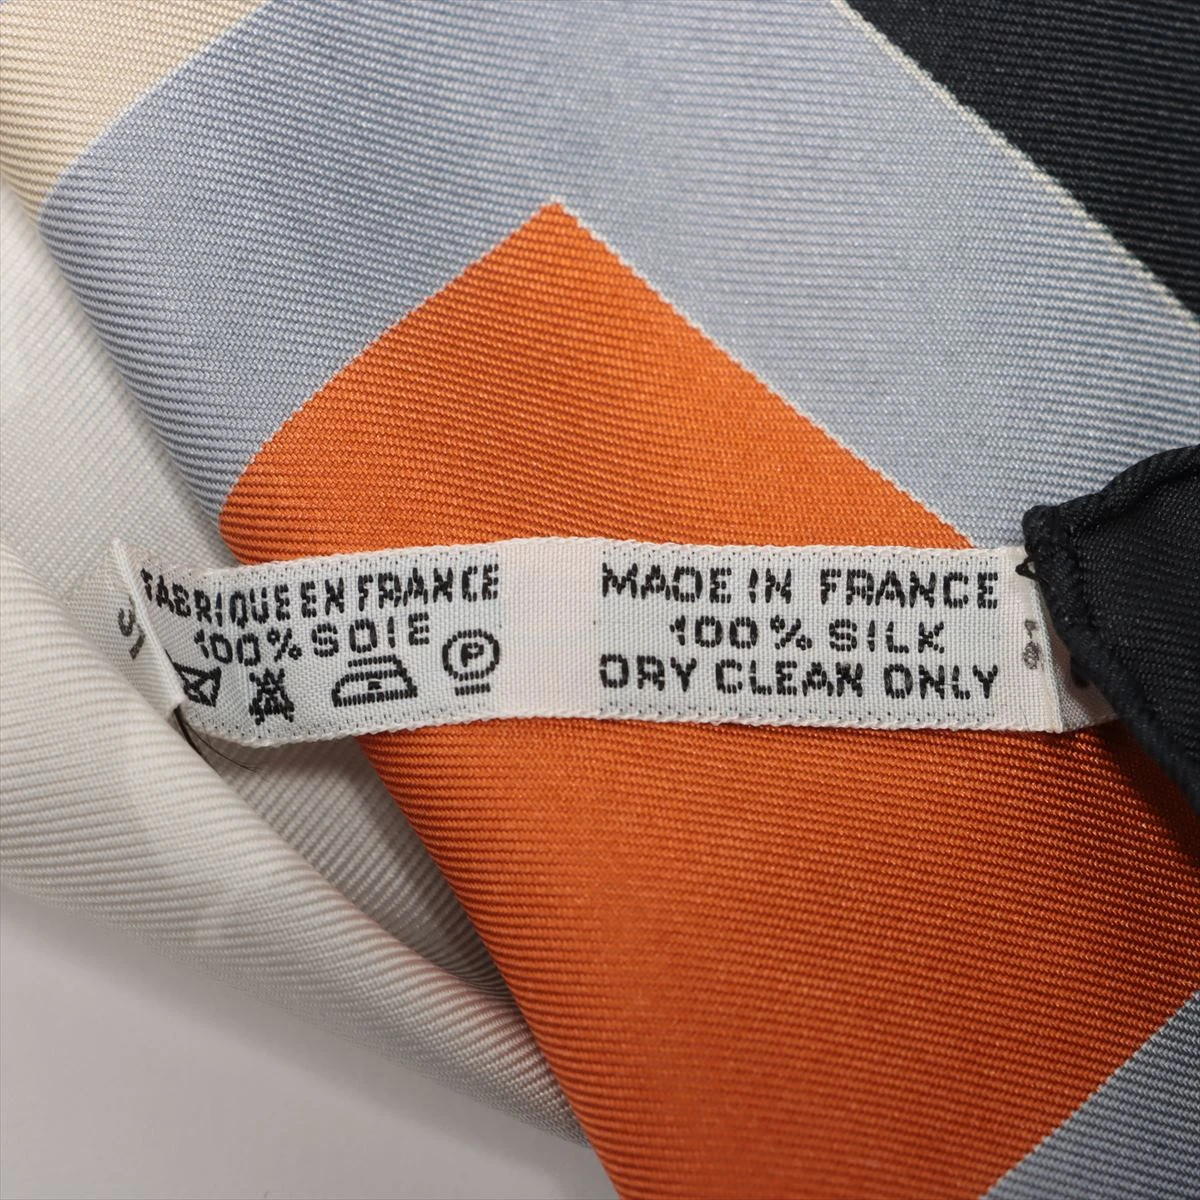 FABRIQUE EN FRANCE
100% SOIE
P
MADE IN FRANCE
100% SILK
DRY CLEAN ONLY